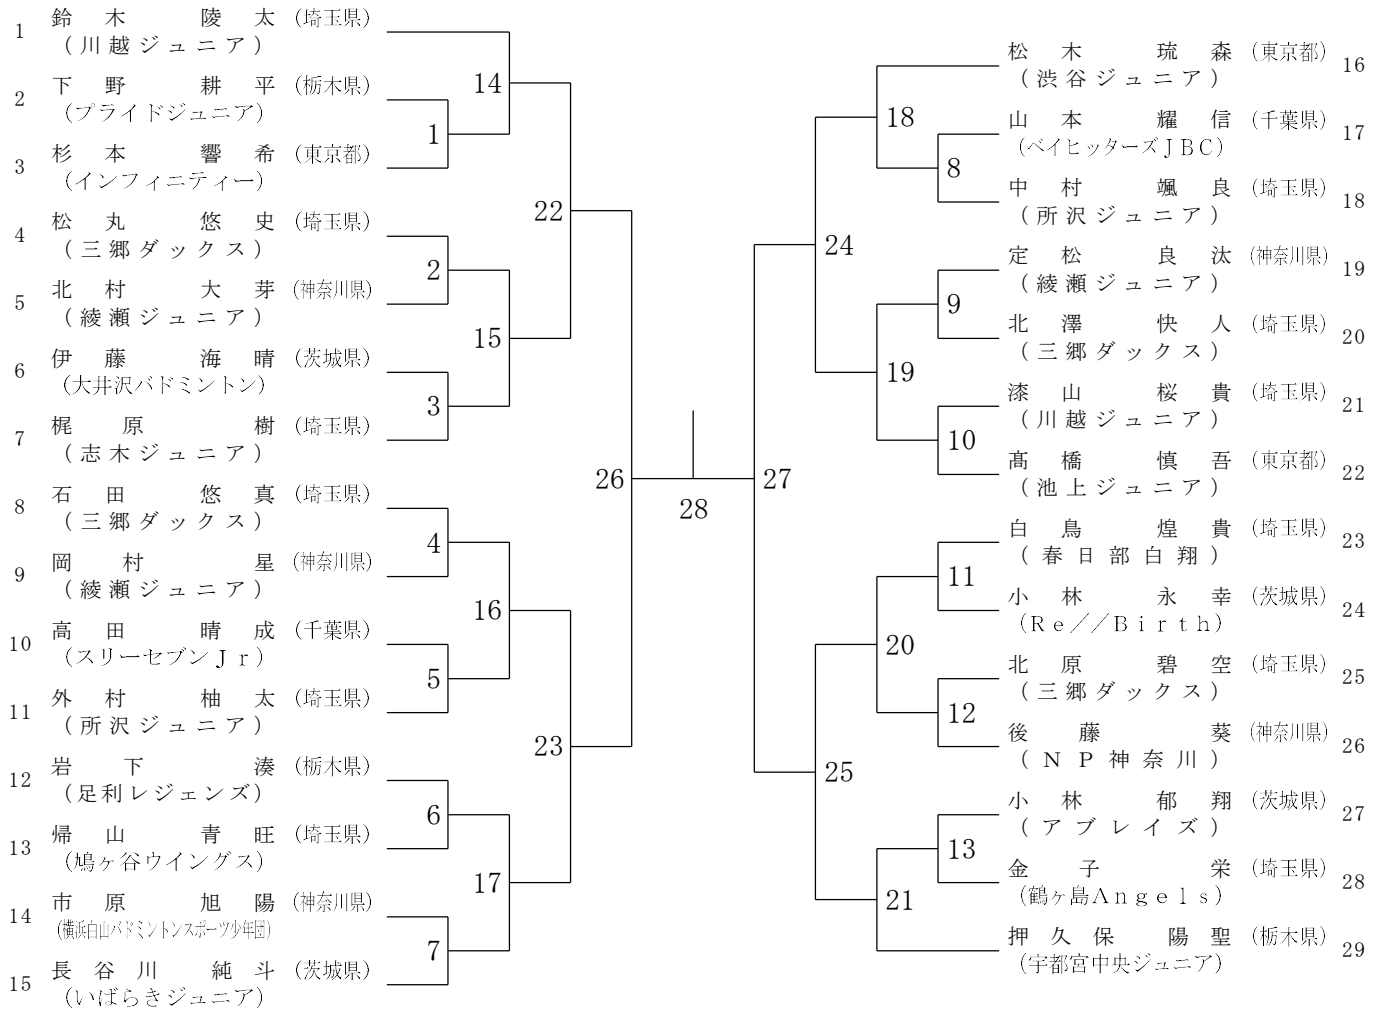 1 鈴木 陵太 (埼玉県)
(川越ジュニア)
2 下野 耕平 (栃木県)
(プライドジュニア)
3 杉本 響希 (東京都)
(インフィニティー)
4 松丸 悠史 (埼玉県)
(三郷ダックス)
5 北村 大芽 (神奈川県)
(綾瀬ジュニア)
6 伊藤 海晴 (茨城県)
(大井沢バドミントン)
7 梶原 樹 (埼玉県)
(志木ジュニア)
8 石田 悠真 (埼玉県)
(三郷ダックス)
9 岡村 星 (神奈川県)
(綾瀬ジュニア)
10 高田 晴成 (千葉県)
(スリーセブンJr)
11 外村 柚太 (埼玉県)
(所沢ジュニア)
12 岩下 湊 (栃木県)
(足利レジェンズ)
13 帰山 青旺 (埼玉県)
(鳩ヶ谷ウイングス)
14 市原 旭陽 (神奈川県)
(横浜白山バドミントンスポーツ少年団)
15 長谷川 純斗 (茨城県)
(いばらきジュニア)
1
2
3
4
5
6
7
14
15
16
17
22
23
26
28
27
24
25
18
19
20
21
8
9
10
11
12
13
松木 琉森 (東京都) 16
(渋谷ジュニア)
山本 耀信 (千葉県) 17
(ベイヒッターズJBC)
中村 颯良 (埼玉県) 18
(所沢ジュニア)
定松 良汰 (神奈川県) 19
(綾瀬ジュニア)
北澤 快人 (埼玉県) 20
(三郷ダックス)
漆山 桜貴 (埼玉県) 21
(川越ジュニア)
髙橋 慎吾 (東京都) 22
(池上ジュニア)
白鳥 煌貴 (埼玉県) 23
(春日部白翔)
小林 永幸 (茨城県) 24
(Re//Birth)
北原 碧空 (埼玉県) 25
(三郷ダックス)
後藤 葵 (神奈川県) 26
(NP神奈川)
小林 郁翔 (茨城県) 27
(アブレイズ)
金子 栄 (埼玉県) 28
(鶴ヶ島Angels)
押久保 陽聖 (栃木県) 29
(宇都宮中央ジュニア)